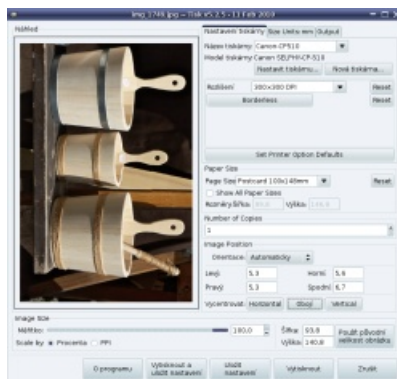 img_1749.jpg -- Tisk v5.2.5 - 11 Feb 2010
Náhled
Nastavení tiskárny Size Units mm Output
Název tiskárny: Canon-CP510
Model tiskárny: Canon SELPHY-CP-510
Nastavit tiskárnu... Nová tiskárna...
Rozlišení 300x300 DPI Reset
Borderless Reset
Set Printer Option Defaults
Paper Size
Page Size Postcard 100x148mm Reset
Show All Paper Sizes
Rozměry: Šířka: Výška:
Number of Copies
1
Image Position
Orientace: Automaticky
Levý: 5,3 Horní: 5,6
Pravý: 5,3 Spodní: 6,7
Vycentrovat: Horizontal Obojí Vertical
Image Size
Měřítko: 100,0 Šířka: 93,8 Použít původní
Scale by Procenta PPI Výška: 140,8 velikost obrázku
O programu Vytisknout a uložit nastavení Uložit nastavení Vytisknout Zrušit